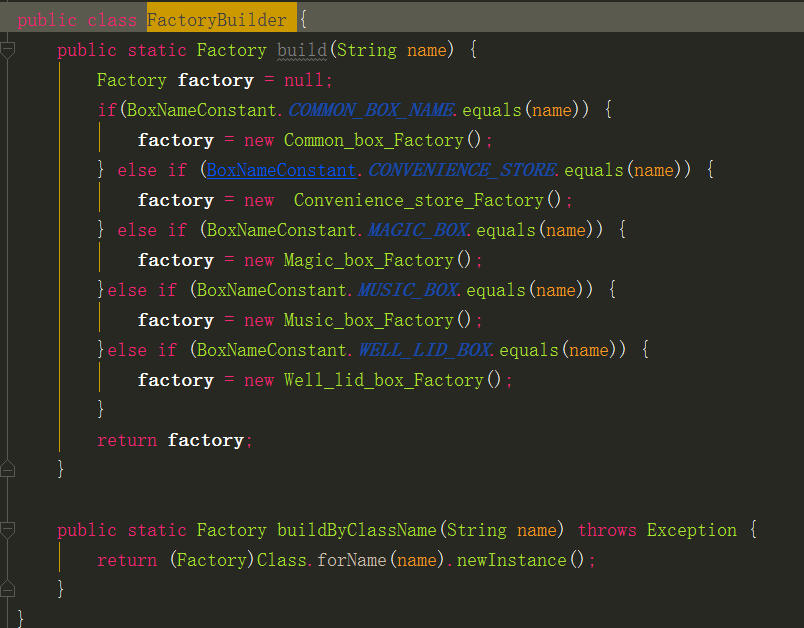 public class FactoryBuilder {
    public static Factory build(String name) {
        Factory factory = null;
        if(BoxNameConstant.COMMON_BOX_NAME.equals(name)) {
            factory = new Common_box_Factory();
        } else if (BoxNameConstant.CONVENIENCE_STORE.equals(name)) {
            factory = new  Convenience_store_Factory();
        } else if (BoxNameConstant.MAGIC_BOX.equals(name)) {
            factory = new Magic_box_Factory();
        }else if (BoxNameConstant.MUSIC_BOX.equals(name)) {
            factory = new Music_box_Factory();
        }else if (BoxNameConstant.WELL_LID_BOX.equals(name)) {
            factory = new Well_lid_box_Factory();
        }
        return factory;
    }
    public static Factory buildByClassName(String name) throws Exception {
        return (Factory)Class.forName(name).newInstance();
    }
}